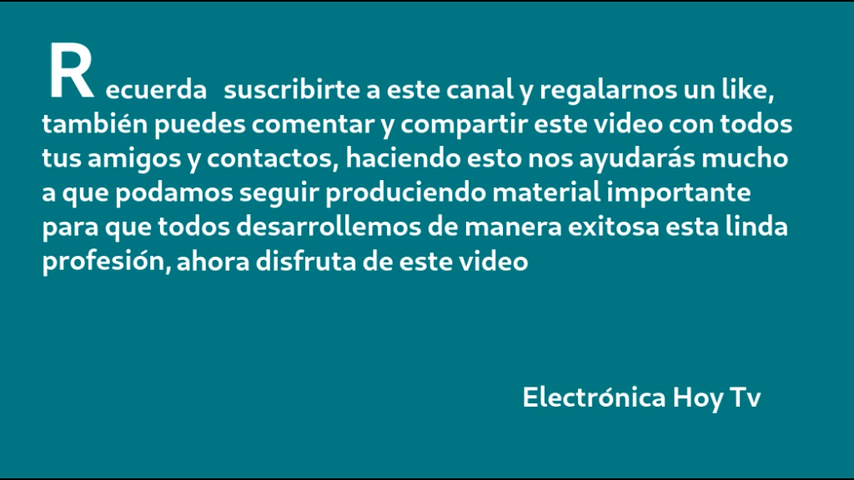 Recuerda suscribirte a este canal y regalarnos un like,
también puedes comentar y compartir este video con todos
tus amigos y contactos, haciendo esto nos ayudarás mucho
a que podamos seguir produciendo material importante
para que todos desarrollemos de manera exitosa esta linda
profesión, ahora disfruta de este video
Electrónica Hoy Tv